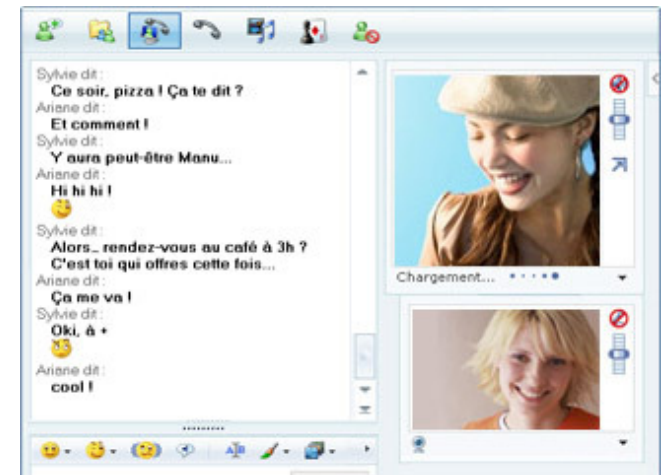 Sylvie dit :
Ce soir, pizza ! Ça te dit ?
Ariane dit :
Et comment !
Sylvie dit :
Y aura peut-être Manu...
Ariane dit :
Hi hi hi !
Sylvie dit :
Alors... rendez-vous au café à 3h ?
C'est toi qui offres cette fois...
Ariane dit :
Ça me va !
Sylvie dit :
Oki, à +
Ariane dit :
cool !
Chargement...